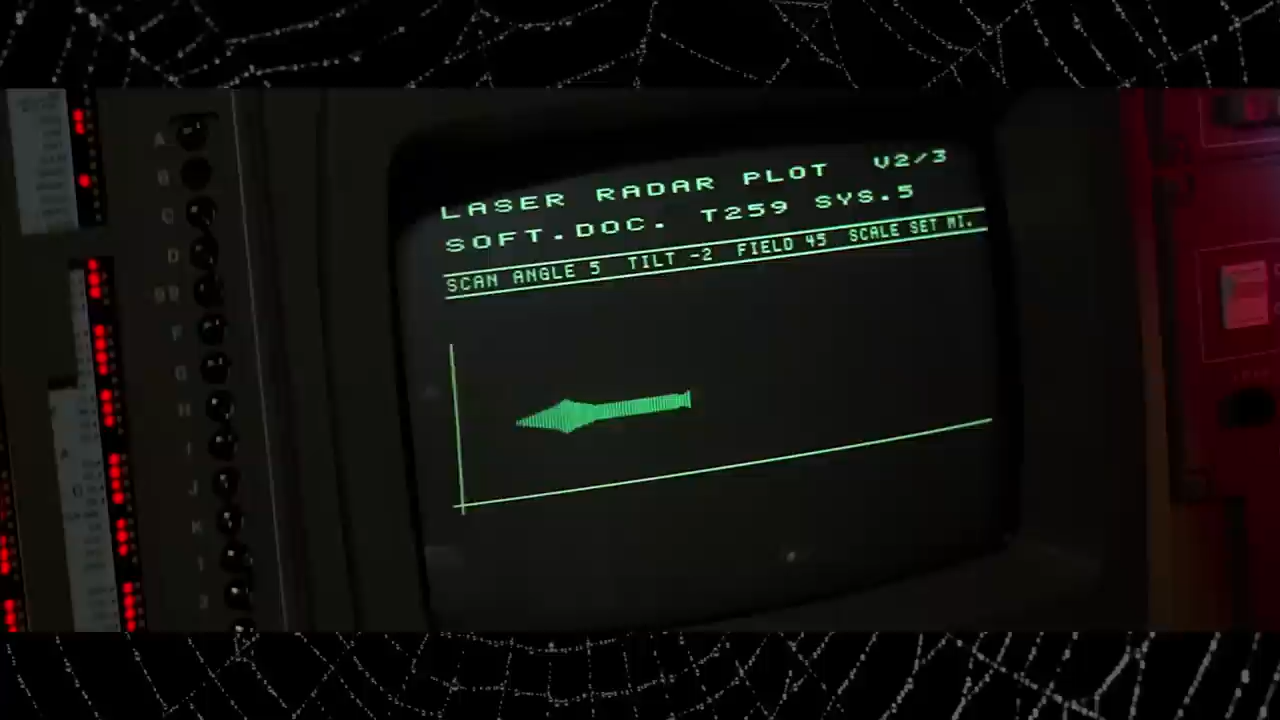 LASER RADAR PLOT V2/3
SOFT.DOC. T259 SYS.5
SCAN ANGLE 5 TILT -2 FIELD 45 SCALE SET MI.
A
C
D
F
G
H
I
J
K